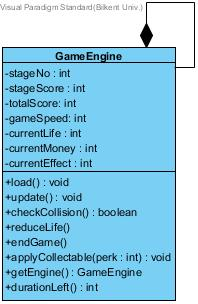 Visual Paradigm Standard(Bilkent Univ.)
GameEngine
-stageNo : int
-stageScore : int
-totalScore: int
-gameSpeed: int
-currentLife : int
-currentMoney : int
-currentEffect : int
+load() : void
+update() : void
+checkCollision() : boolean
+reduceLife()
+endGame()
+applyCollectable(perk : int) : void
+getEngine() : GameEngine
+durationLeft() : int